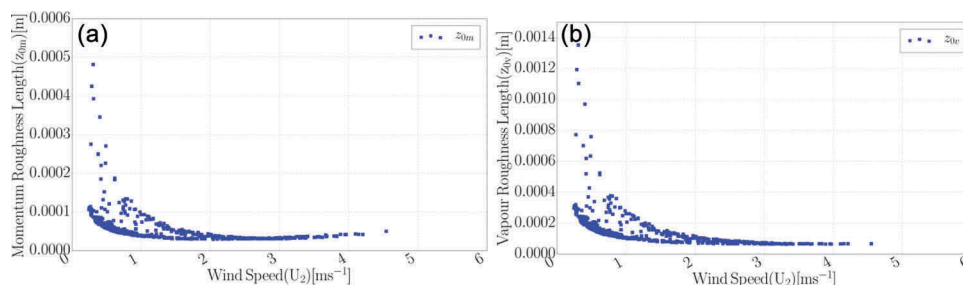 (a)
Momentum Roughness Length(z0m)[m]
0.0006
0.0005
0.0004
0.0003
0.0002
0.0001
0.0000
z0m
0 1 2 3 4 5 6
Wind Speed(U2)[ms−1]
(b)
Vapour Roughness Length(z0v)[m]
0.0014
0.0012
0.0010
0.0008
0.0006
0.0004
0.0002
0.0000
z0v
0 1 2 3 4 5 6
Wind Speed(U2)[ms−1]